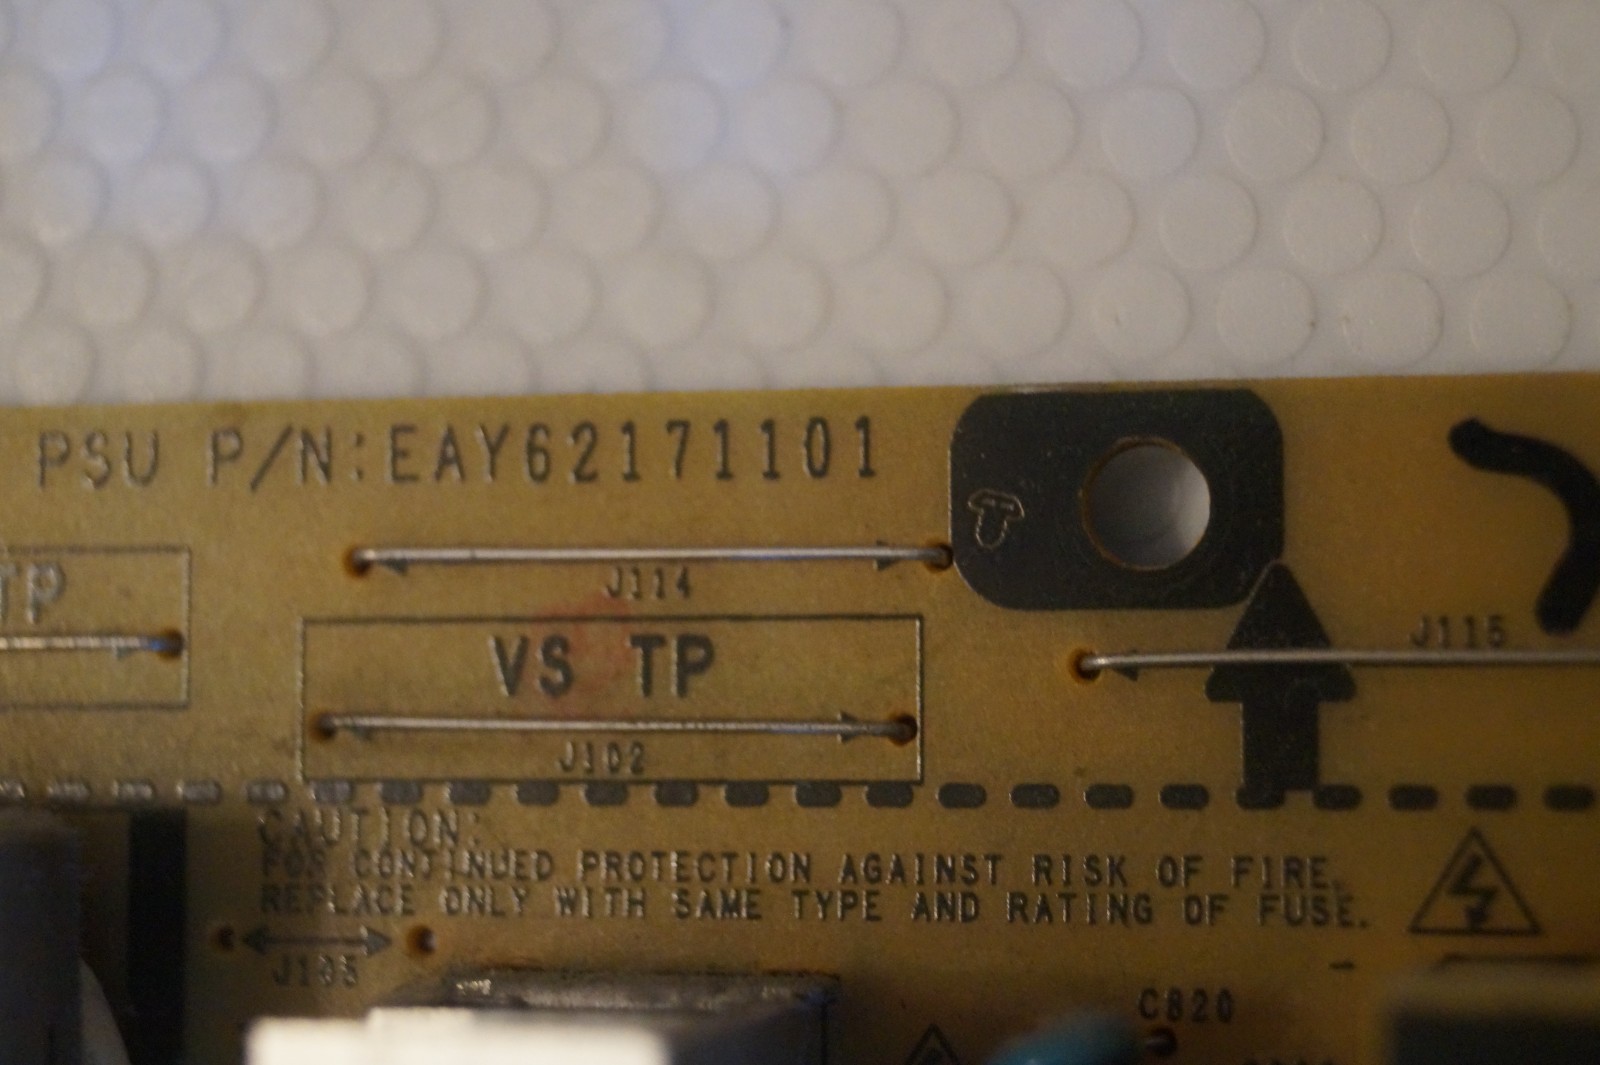 PSU P/N:EAY62171101
J114
TP
VS TP
J115
J102
CAUTION:
FOR CONTINUED PROTECTION AGAINST RISK OF FIRE,
REPLACE ONLY WITH SAME TYPE AND RATING OF FUSE.
J105
C820